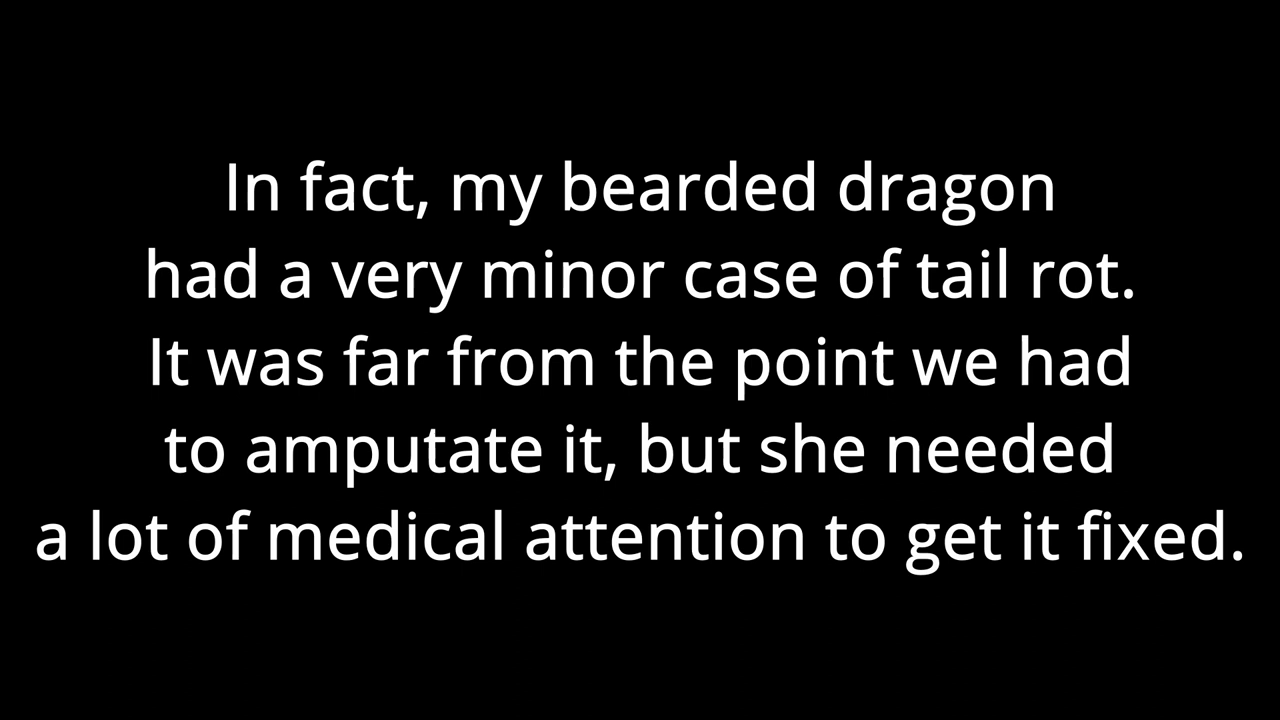 In fact, my bearded dragon
had a very minor case of tail rot.
It was far from the point we had
to amputate it, but she needed
a lot of medical attention to get it fixed.